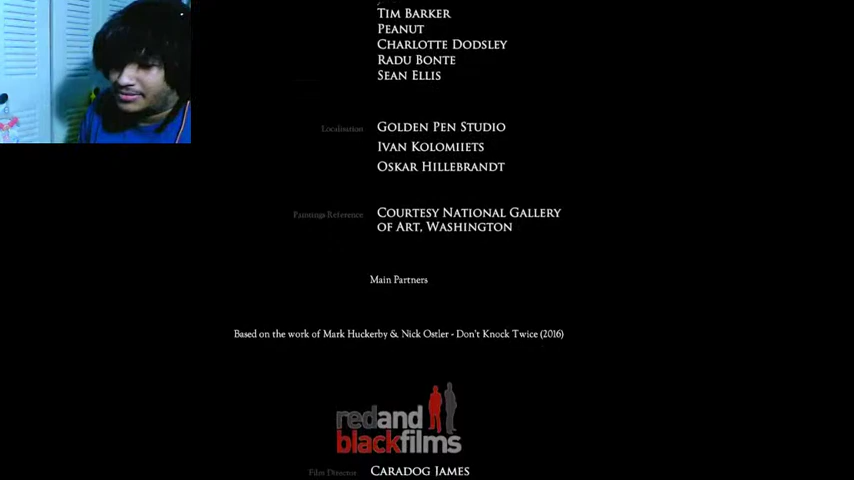 TIM BARKER
PEANUT
CHARLOTTE DODSLEY
RADU BONTE
SEAN ELLIS
Localisation GOLDEN PEN STUDIO
IVAN KOLOMIIETS
OSKAR HILLEBRANDT
Paintings Reference COURTESY NATIONAL GALLERY
OF ART, WASHINGTON
Main Partners
Based on the work of Mark Huckerby & Nick Ostler - Don't Knock Twice (2016)
redand
blackfilms
Film Director CARADOG JAMES